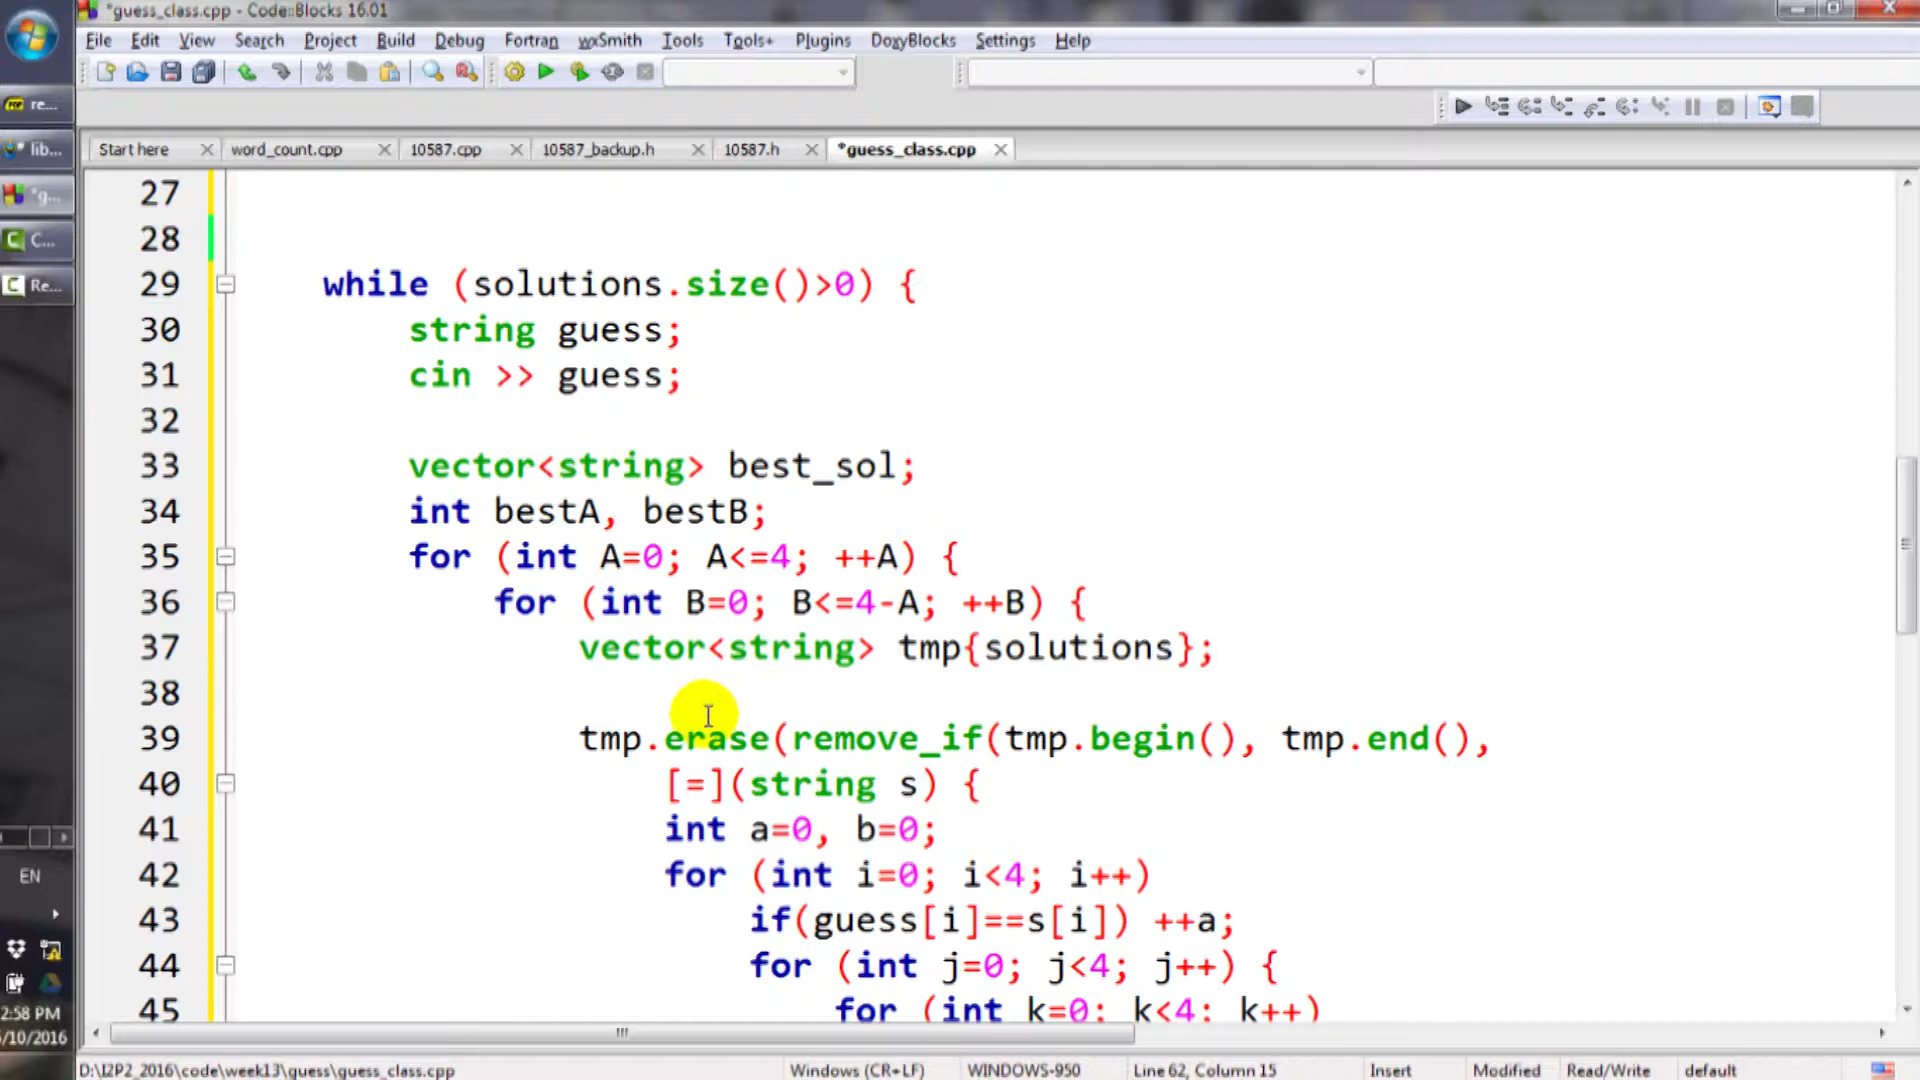 *guess_class.cpp - Code::Blocks 16.01
File Edit View Search Project Build Debug Fortran wxSmith Tools Tools+ Plugins DoxyBlocks Settings Help
Start here word_count.cpp 10587.cpp 10587_backup.h 10587.h *guess_class.cpp
re...
lib...
*g...
C...
Re...
27
28
29 while (solutions.size()>0) {
30 string guess;
31 cin >> guess;
32
33 vector<string> best_sol;
34 int bestA, bestB;
35 for (int A=0; A<=4; ++A) {
36 for (int B=0; B<=4-A; ++B) {
37 vector<string> tmp{solutions};
38
39 tmp.erase(remove_if(tmp.begin(), tmp.end(),
40 [=](string s) {
41 int a=0, b=0;
42 for (int i=0; i<4; i++)
43 if(guess[i]==s[i]) ++a;
44 for (int j=0; j<4; j++) {
45 for (int k=0; k<4; k++)
EN
2:58 PM
/10/2016
D:\I2P2_2016\code\week13\guess\guess_class.cpp Windows (CR+LF) WINDOWS-950 Line 62, Column 15 Insert Modified Read/Write default